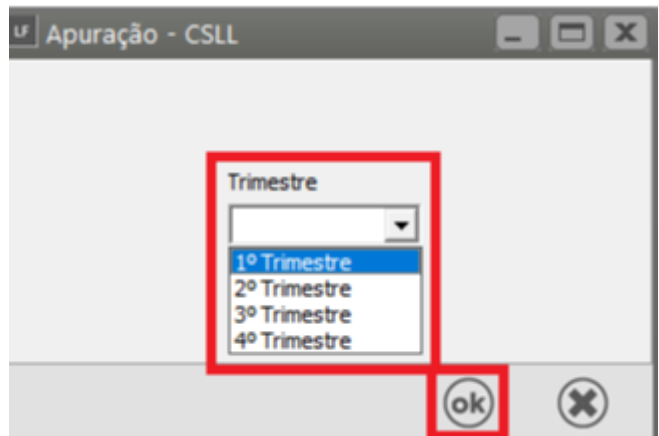 LF Apuração - CSLL
Trimestre
1º Trimestre
2º Trimestre
3º Trimestre
4º Trimestre
ok